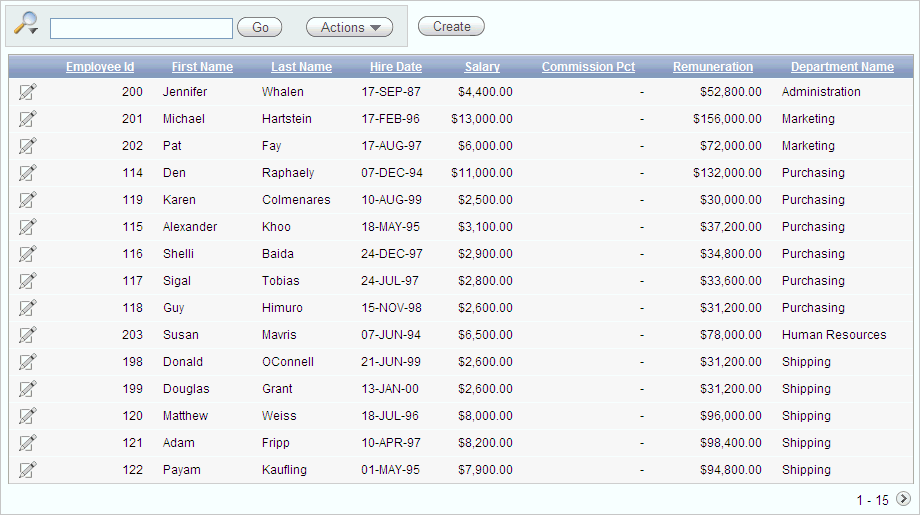 Go Actions Create
Employee Id First Name Last Name Hire Date Salary Commission Pct Remuneration Department Name
200 Jennifer Whalen 17-SEP-87 $4,400.00 - $52,800.00 Administration
201 Michael Hartstein 17-FEB-96 $13,000.00 - $156,000.00 Marketing
202 Pat Fay 17-AUG-97 $6,000.00 - $72,000.00 Marketing
114 Den Raphaely 07-DEC-94 $11,000.00 - $132,000.00 Purchasing
119 Karen Colmenares 10-AUG-99 $2,500.00 - $30,000.00 Purchasing
115 Alexander Khoo 18-MAY-95 $3,100.00 - $37,200.00 Purchasing
116 Shelli Baida 24-DEC-97 $2,900.00 - $34,800.00 Purchasing
117 Sigal Tobias 24-JUL-97 $2,800.00 - $33,600.00 Purchasing
118 Guy Himuro 15-NOV-98 $2,600.00 - $31,200.00 Purchasing
203 Susan Mavris 07-JUN-94 $6,500.00 - $78,000.00 Human Resources
198 Donald OConnell 21-JUN-99 $2,600.00 - $31,200.00 Shipping
199 Douglas Grant 13-JAN-00 $2,600.00 - $31,200.00 Shipping
120 Matthew Weiss 18-JUL-96 $8,000.00 - $96,000.00 Shipping
121 Adam Fripp 10-APR-97 $8,200.00 - $98,400.00 Shipping
122 Payam Kaufling 01-MAY-95 $7,900.00 - $94,800.00 Shipping
1 - 15